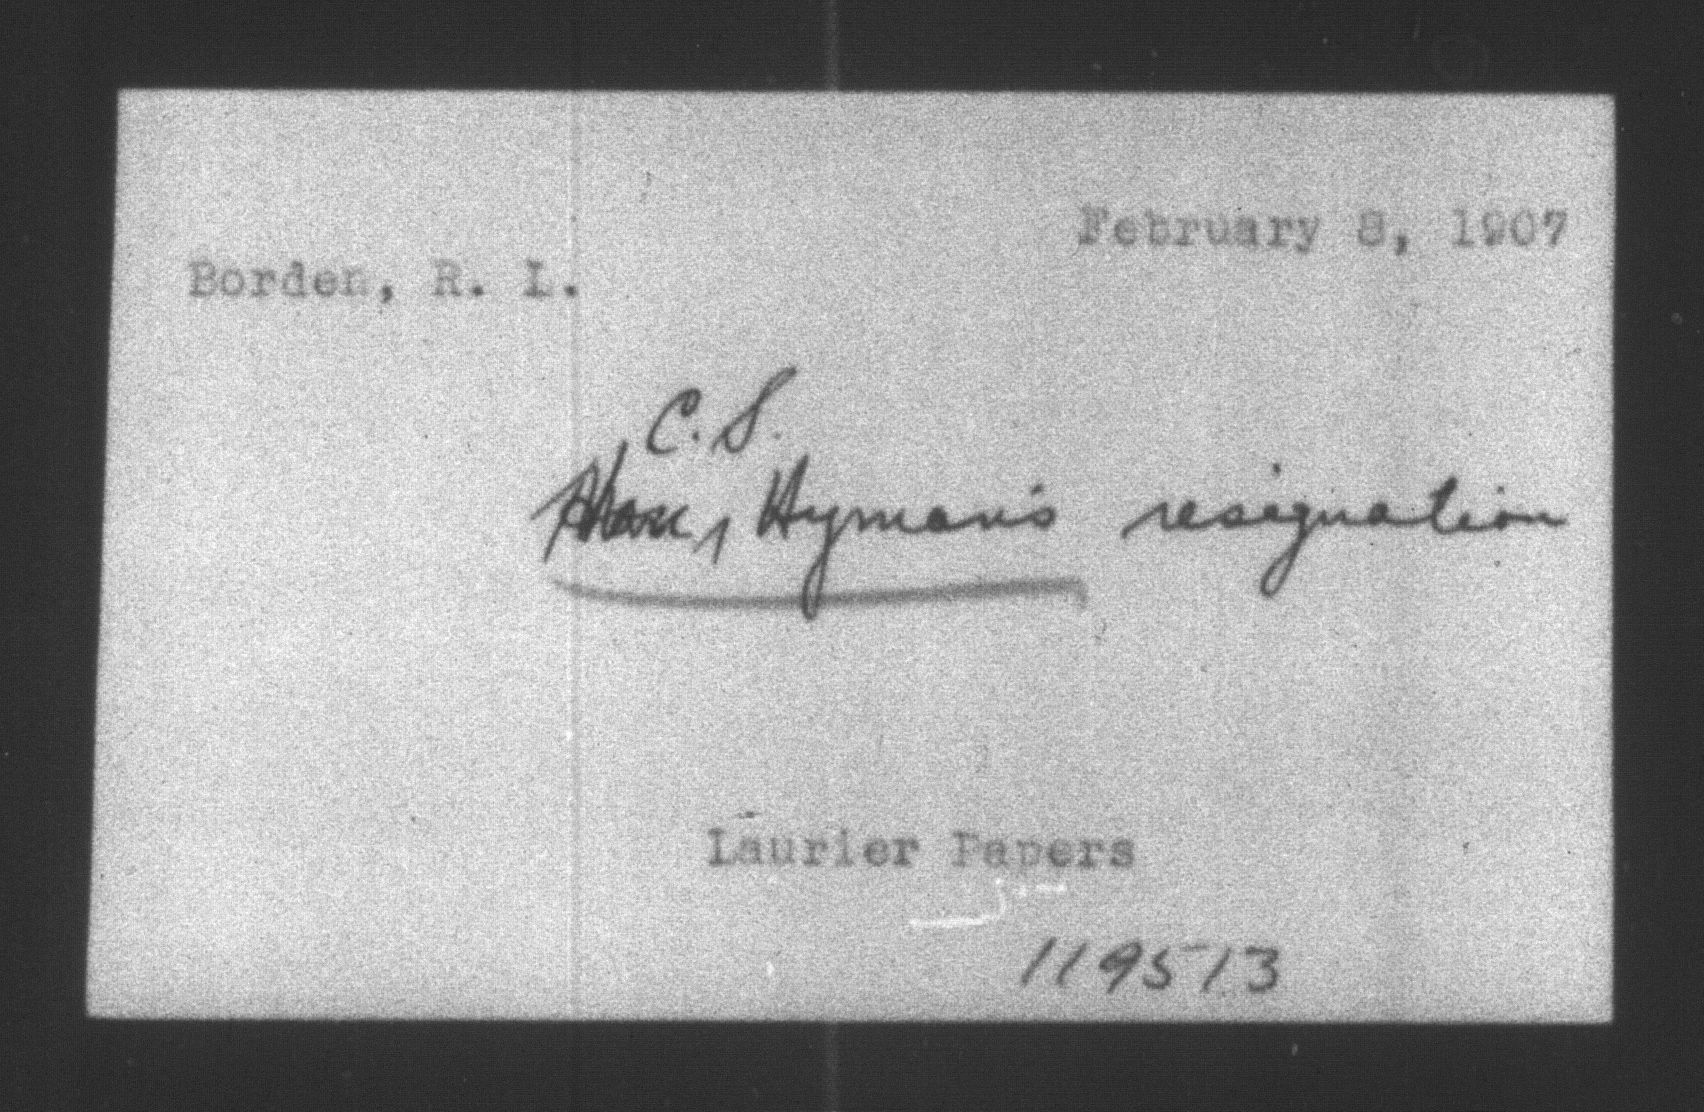 February 8, 1907
Borden, R. L.
C. S.
Hyman's resignation
Laurier Papers
119513